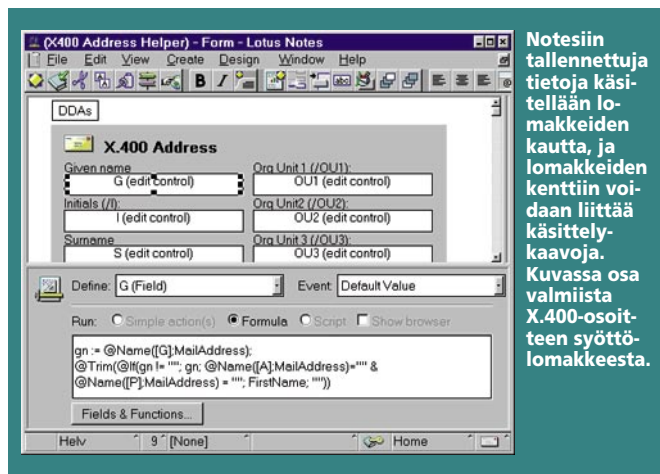 (X400 Address Helper) - Form - Lotus Notes
File Edit View Create Design Window Help
B I
DDAs
X.400 Address
Given name Org Unit 1 (/OU1):
G (edit control) OU1 (edit control)
Initials (/I): Org Unit2 (/OU2):
I (edit control) OU2 (edit control)
Surname Org Unit 3 (/OU3):
S (edit control) OU3 (edit control)
Define: G (Field) Event: Default Value
Run: Simple action(s) Formula Script Show browser
gn := @Name([G];MailAddress);
@Trim(@If(gn != ""; gn; @Name([A];MailAddress)="" &
@Name([P];MailAddress) = ""; FirstName; ""))
Fields & Functions...
Helv 9 [None] Home
Notesiin
tallennettuja
tietoja käsi-
tellään lo-
makkeiden
kautta, ja
lomakkeiden
kenttiin voi-
daan liittää
käsittely-
kaavoja.
Kuvassa osa
valmiista
X.400-osoit-
teen syöttö-
lomakkeesta.